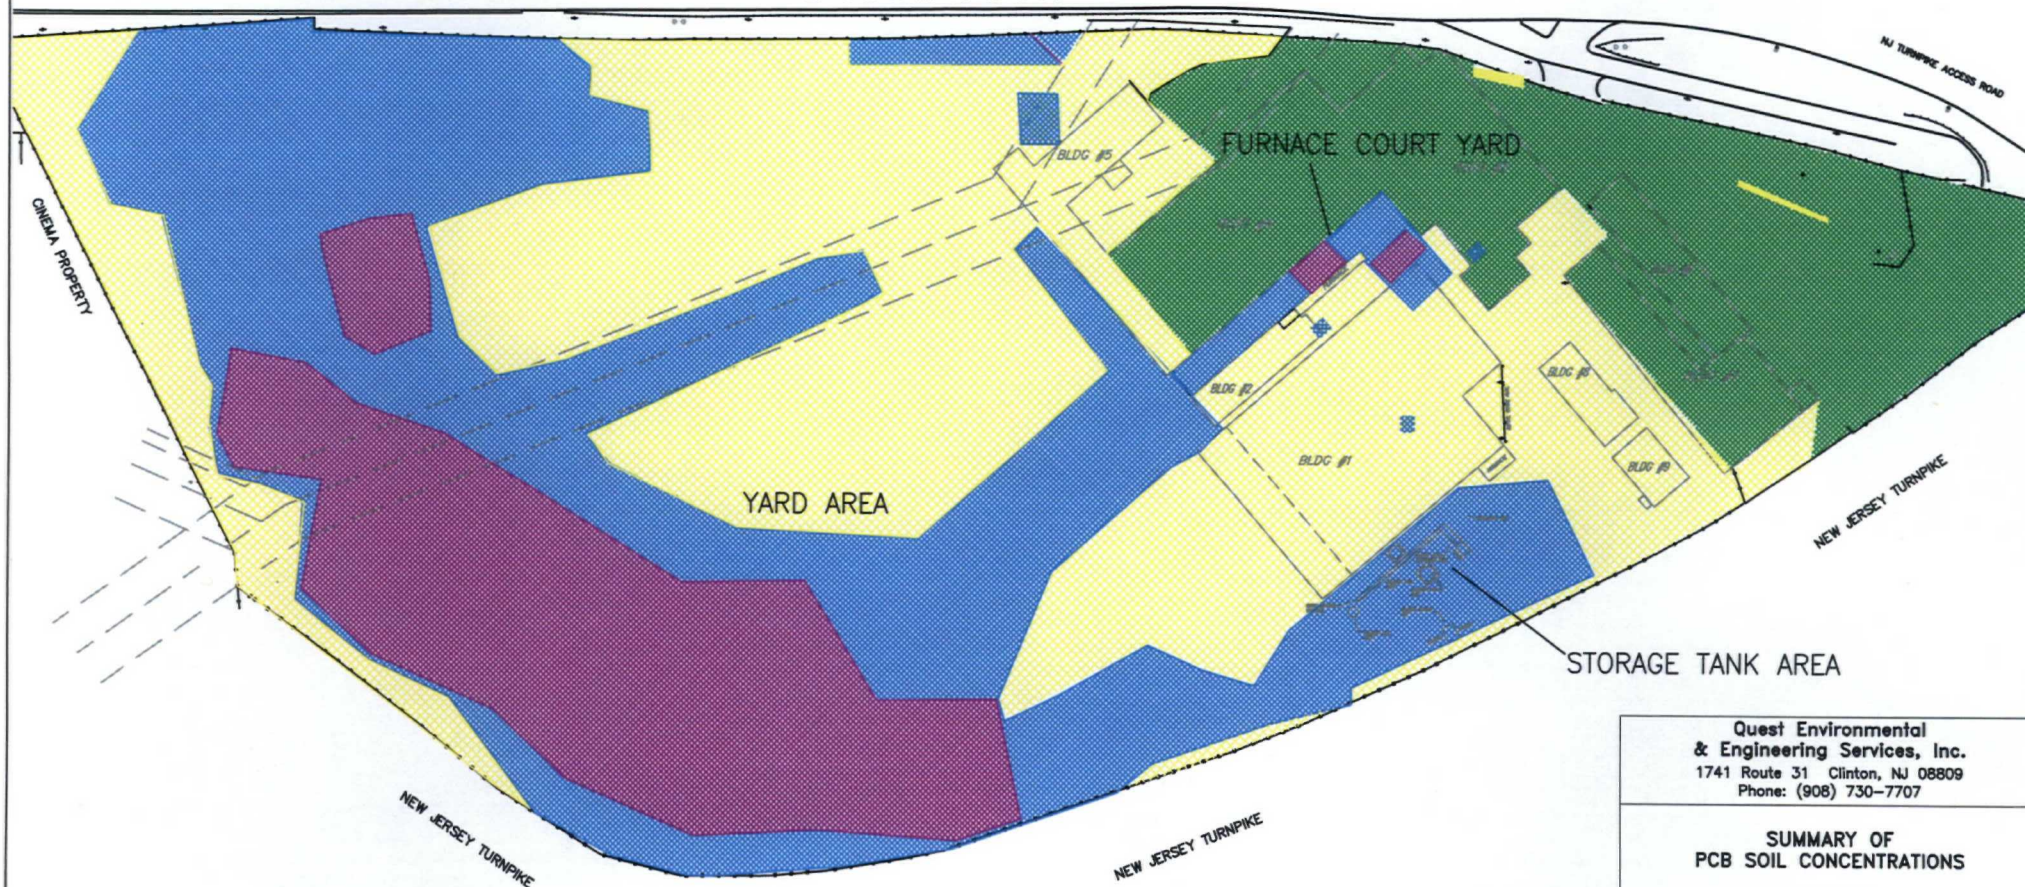 NJ TURNPIKE ACCESS ROAD
FURNACE COURT YARD
BLDG #5
CINEMA PROPERTY
BLDG #2
BLDG #8
BLDG #1
BLDG #9
YARD AREA
NEW JERSEY TURNPIKE
STORAGE TANK AREA
Quest Environmental
& Engineering Services, Inc.
1741 Route 31 Clinton, NJ 08809
Phone: (908) 730-7707
NEW JERSEY TURNPIKE
NEW JERSEY TURNPIKE
SUMMARY OF
PCB SOIL CONCENTRATIONS